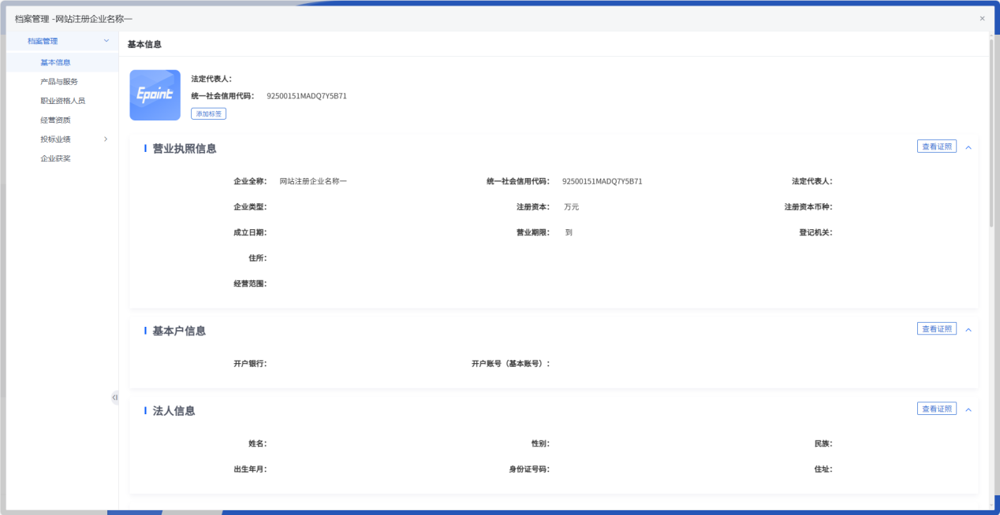 档案管理 -网站注册企业名称一
×
档案管理
基本信息
产品与服务
职业资格人员
经营资质
投标业绩
企业获奖
基本信息
Epoint
法定代表人：
统一社会信用代码： 92500151MADQ7Y5B71
添加标签
营业执照信息 查看证照
企业全称： 网站注册企业名称一 统一社会信用代码： 92500151MADQ7Y5B71 法定代表人：
企业类型： 注册资本： 万元 注册资本币种：
成立日期： 营业期限： 到 登记机关：
住所：
经营范围：
基本户信息 查看证照
开户银行： 开户账号（基本账号）：
法人信息 查看证照
姓名： 性别： 民族：
出生年月： 身份证号码： 住址：